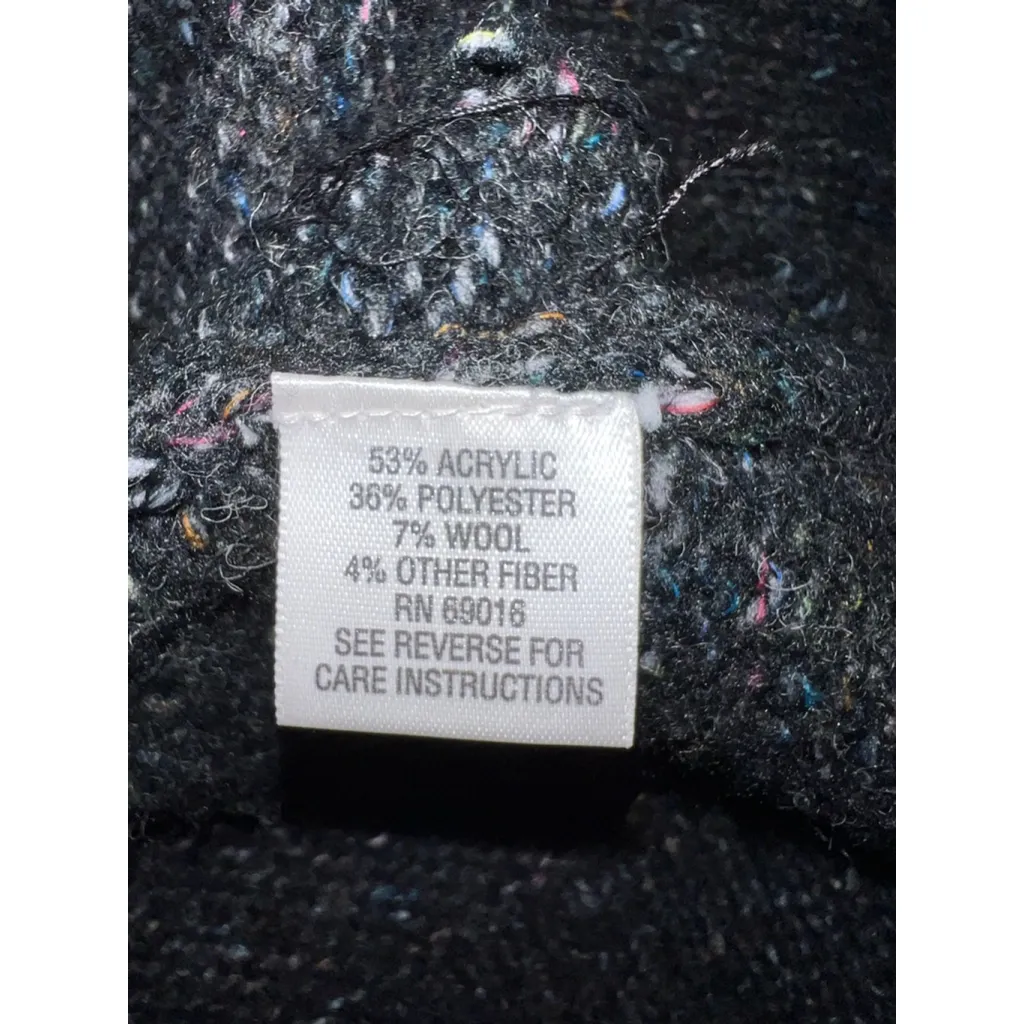 53% ACRYLIC
36% POLYESTER
7% WOOL
4% OTHER FIBER
RN 69016
SEE REVERSE FOR
CARE INSTRUCTIONS